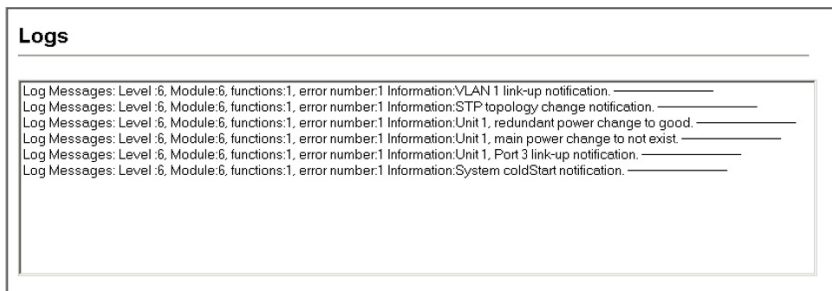 Logs
Log Messages: Level :6, Module:6, functions:1, error number:1 Information:VLAN 1 link-up notification.
Log Messages: Level :6, Module:6, functions:1, error number:1 Information:STP topology change notification.
Log Messages: Level :6, Module:6, functions:1, error number:1 Information:Unit 1, redundant power change to good.
Log Messages: Level :6, Module:6, functions:1, error number:1 Information:Unit 1, main power change to not exist.
Log Messages: Level :6, Module:6, functions:1, error number:1 Information:Unit 1, Port 3 link-up notification.
Log Messages: Level :6, Module:6, functions:1, error number:1 Information:System coldStart notification.